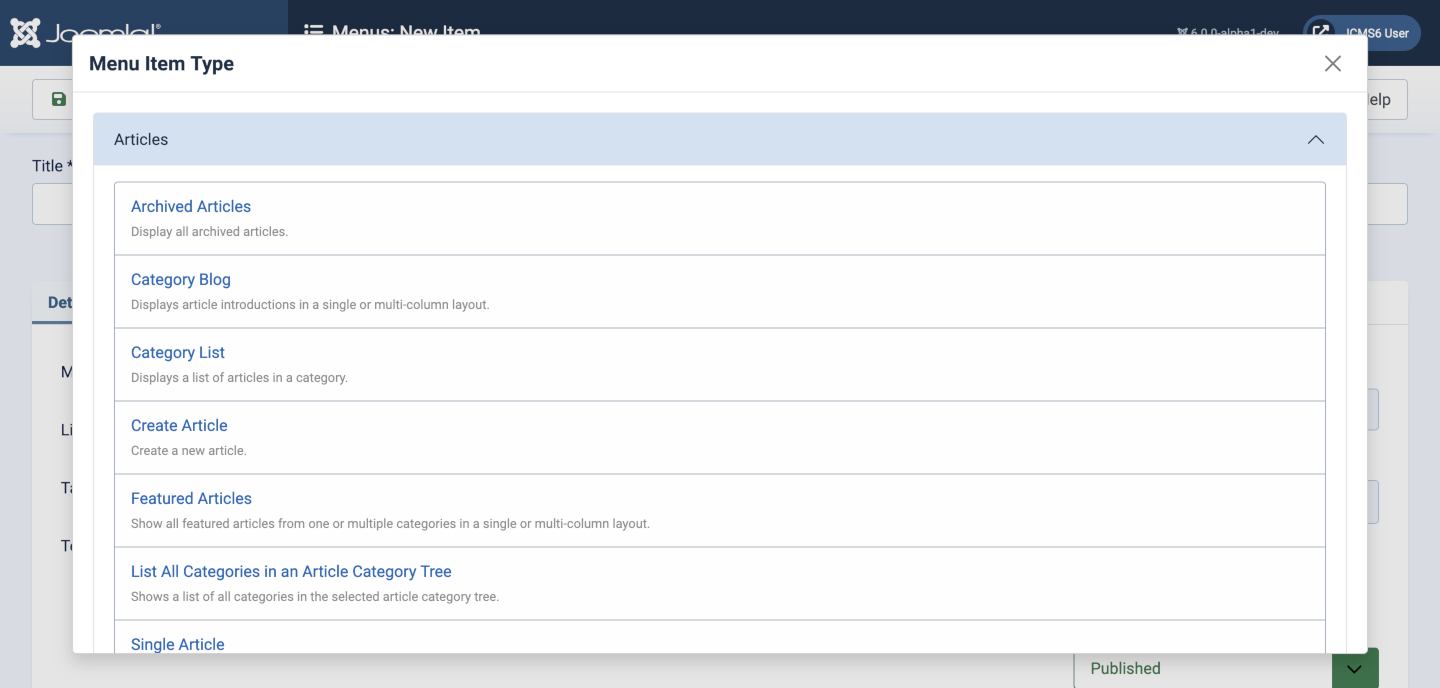 Joomla!®
Menus: New Item
6.0.0-alpha1-dev
JCMS6 User
Menu Item Type
elp
Articles
Title *
Archived Articles
Display all archived articles.
Category Blog
Displays article introductions in a single or multi-column layout.
Det
Category List
Displays a list of articles in a category.
M
Create Article
Create a new article.
Li
Featured Articles
Show all featured articles from one or multiple categories in a single or multi-column layout.
Ta
List All Categories in an Article Category Tree
Shows a list of all categories in the selected article category tree.
Te
Single Article
Published